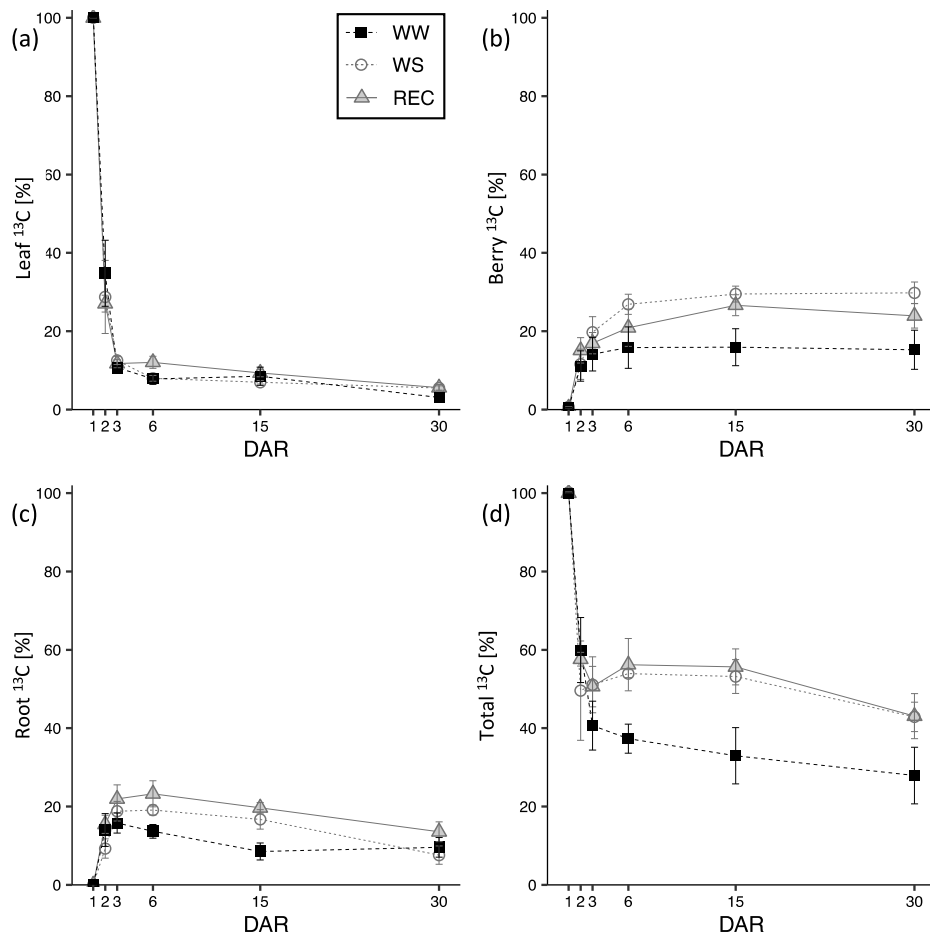 (a)
100
80
60
40
20
0
Leaf 13C [%]
1 2 3 6 15 30
DAR
WW
WS
REC
(b)
100
80
60
40
20
0
Berry 13C [%]
1 2 3 6 15 30
DAR
(c)
100
80
60
40
20
0
Root 13C [%]
1 2 3 6 15 30
DAR
(d)
100
80
60
40
20
0
Total 13C [%]
1 2 3 6 15 30
DAR